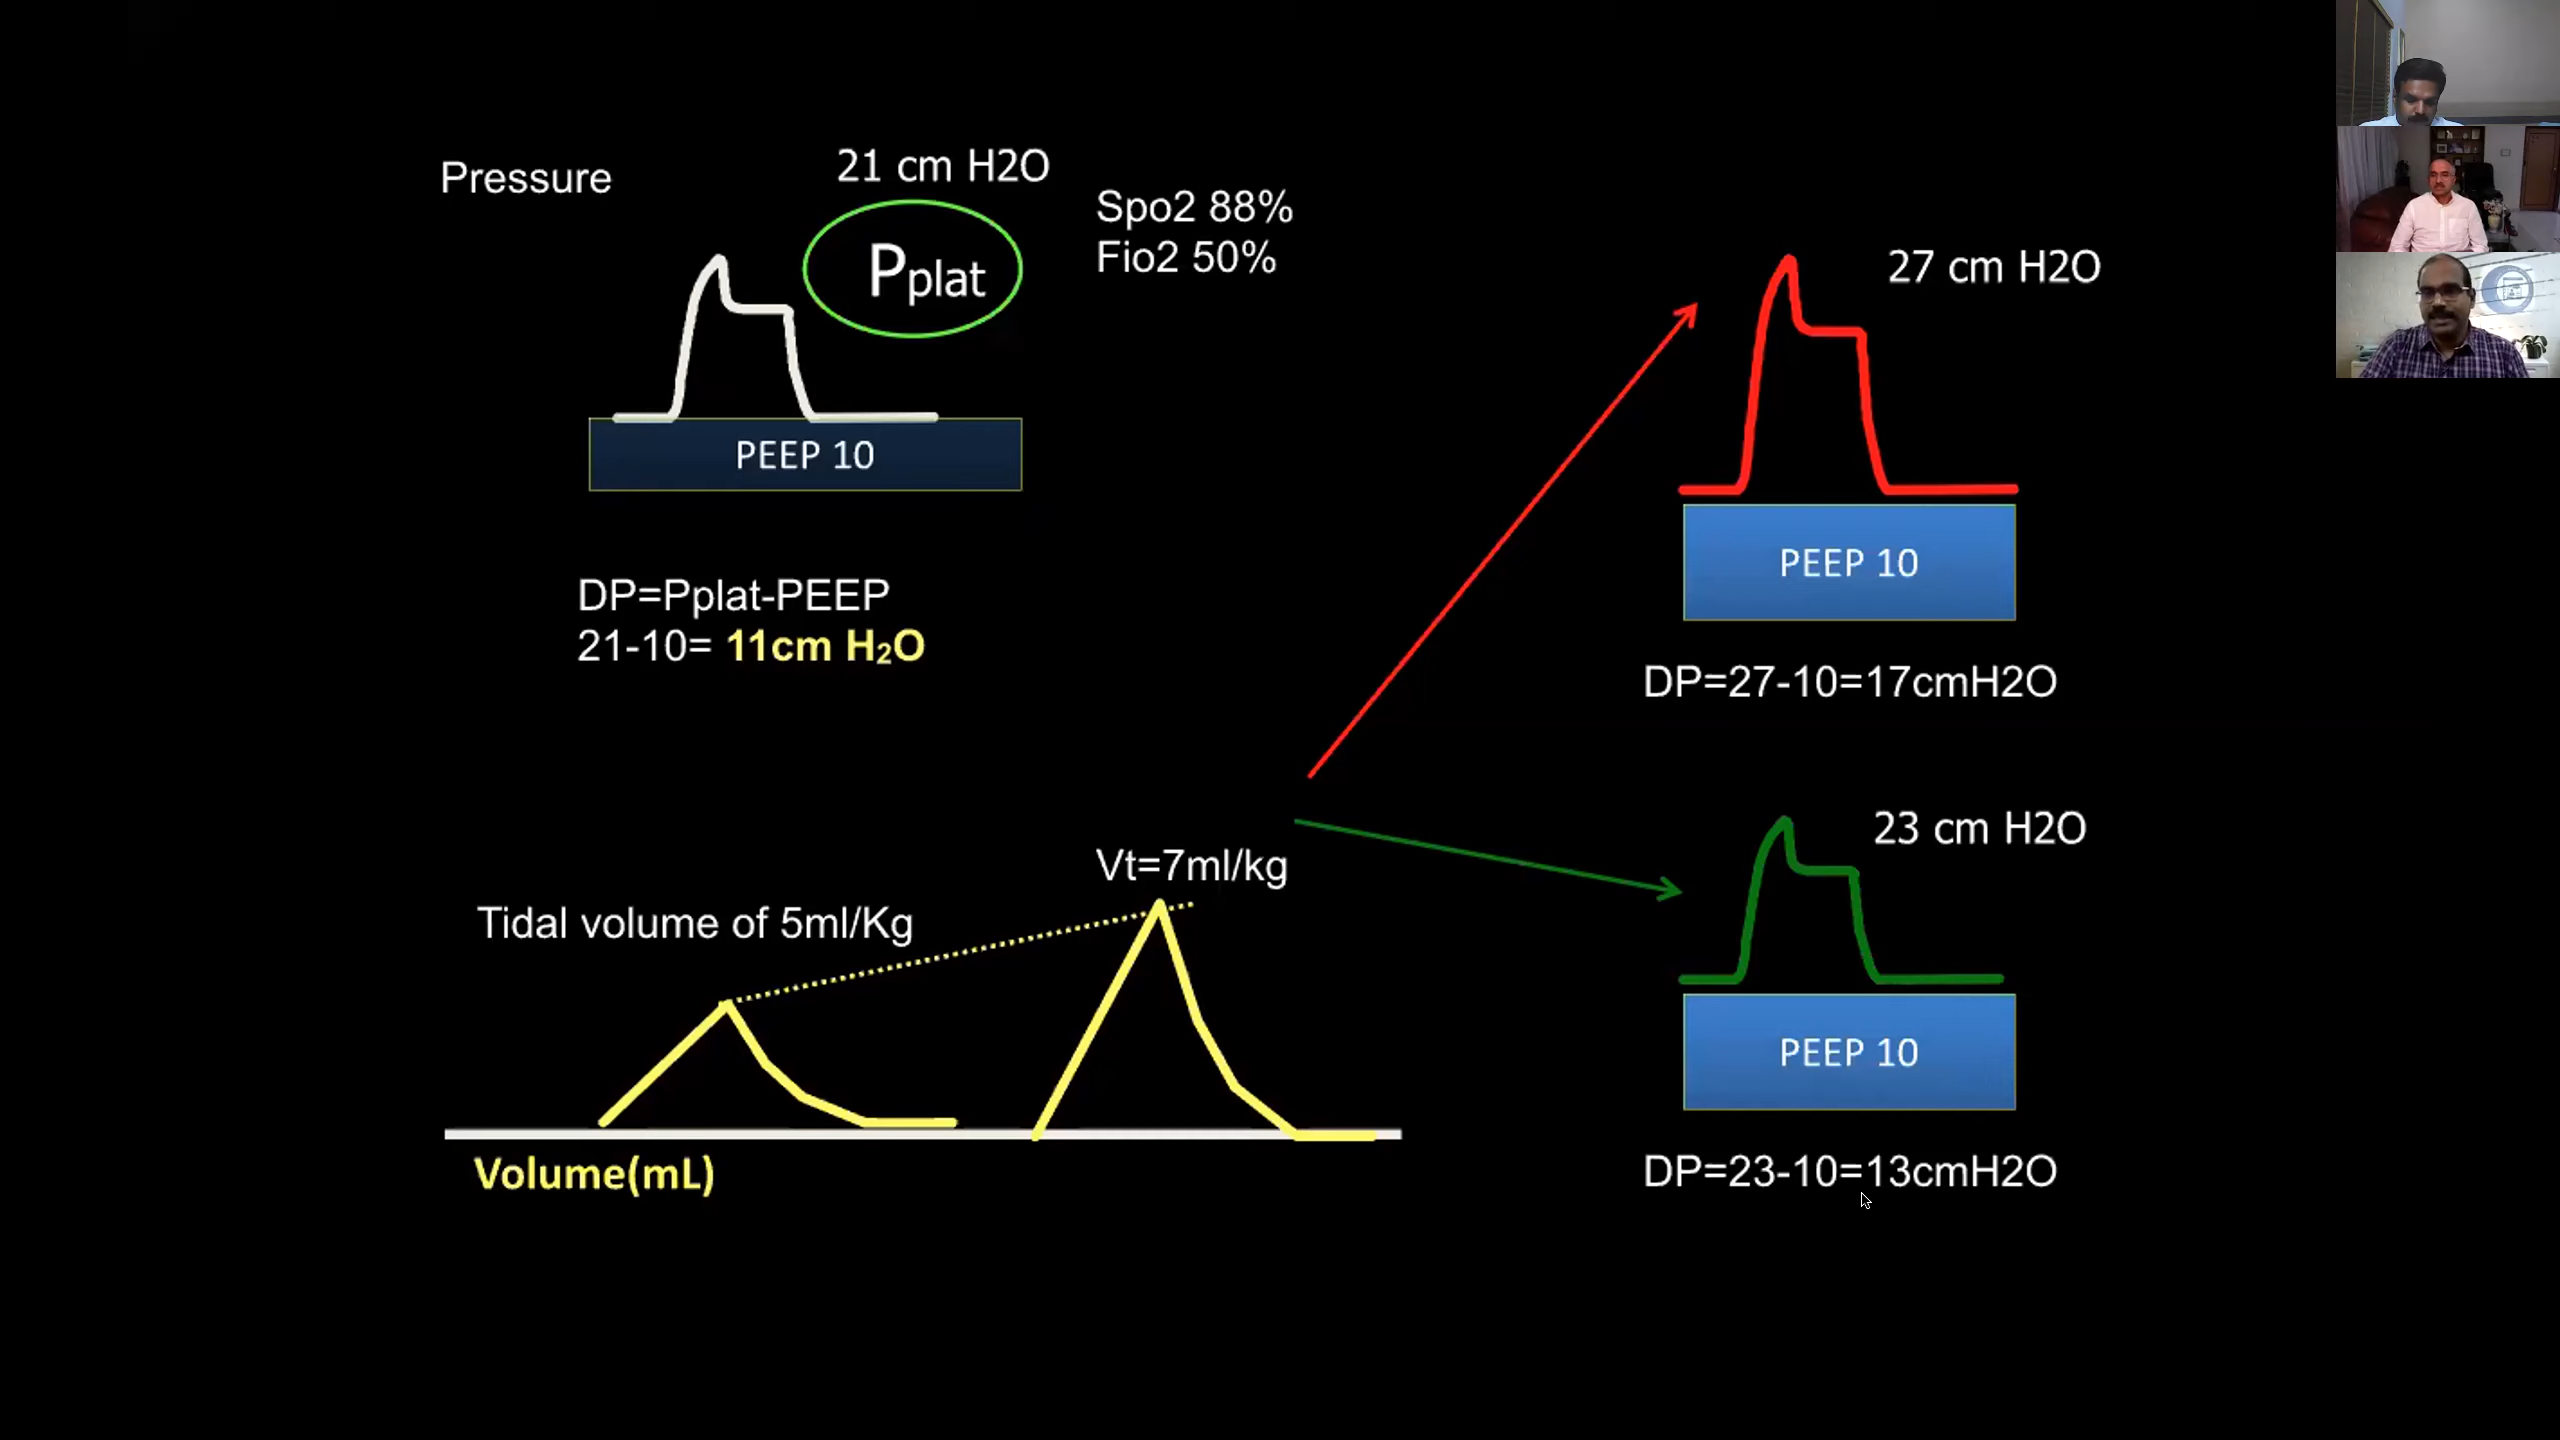 Pressure
21 cm H2O
Pplat
Spo2 88%
Fio2 50%
PEEP 10
DP=Pplat-PEEP
21-10= 11cm H₂O
Tidal volume of 5ml/Kg
Vt=7ml/kg
Volume(mL)
27 cm H2O
PEEP 10
DP=27-10=17cmH2O
23 cm H2O
PEEP 10
DP=23-10=13cmH2O